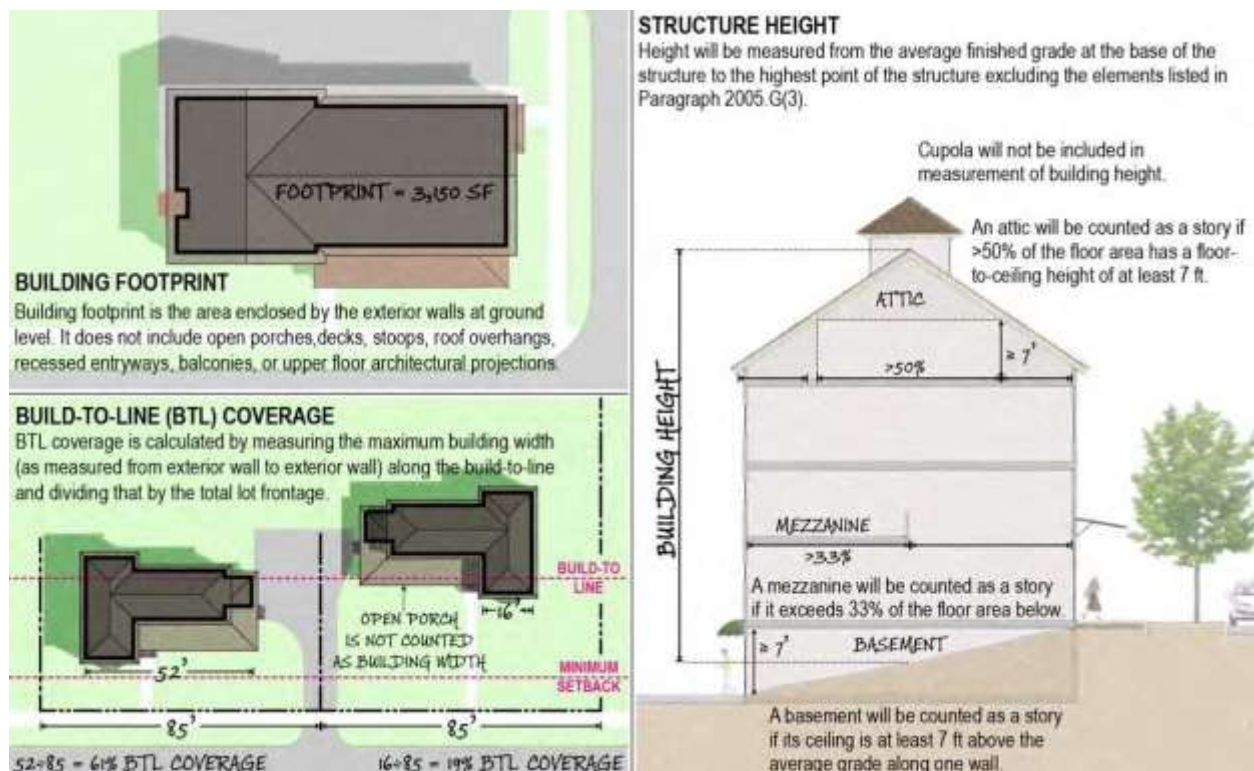 FOOTPRINT = 3,150 SF
BUILDING FOOTPRINT
Building footprint is the area enclosed by the exterior walls at ground
level. It does not include open porches, decks, stoops, roof overhangs,
recessed entryways, balconies, or upper floor architectural projections.
BUILD-TO-LINE (BTL) COVERAGE
BTL coverage is calculated by measuring the maximum building width
(as measured from exterior wall to exterior wall) along the build-to-line
and dividing that by the total lot frontage.
BUILD-TO
LINE
16'
OPEN PORCH
IS NOT COUNTED
AS BUILDING WIDTH
52'
MINIMUM
SETBACK
85'
85'
52÷85 = 61% BTL COVERAGE
16÷85 = 19% BTL COVERAGE
STRUCTURE HEIGHT
Height will be measured from the average finished grade at the base of the
structure to the highest point of the structure excluding the elements listed in
Paragraph 2005.G(3).
Cupola will not be included in
measurement of building height.
An attic will be counted as a story if
>50% of the floor area has a floor-
to-ceiling height of at least 7 ft.
ATTIC
≥ 7'
>50%
BUILDING HEIGHT
MEZZANINE
>33%
A mezzanine will be counted as a story
if it exceeds 33% of the floor area below.
≥ 7'
BASEMENT
A basement will be counted as a story
if its ceiling is at least 7 ft above the
average grade along one wall.